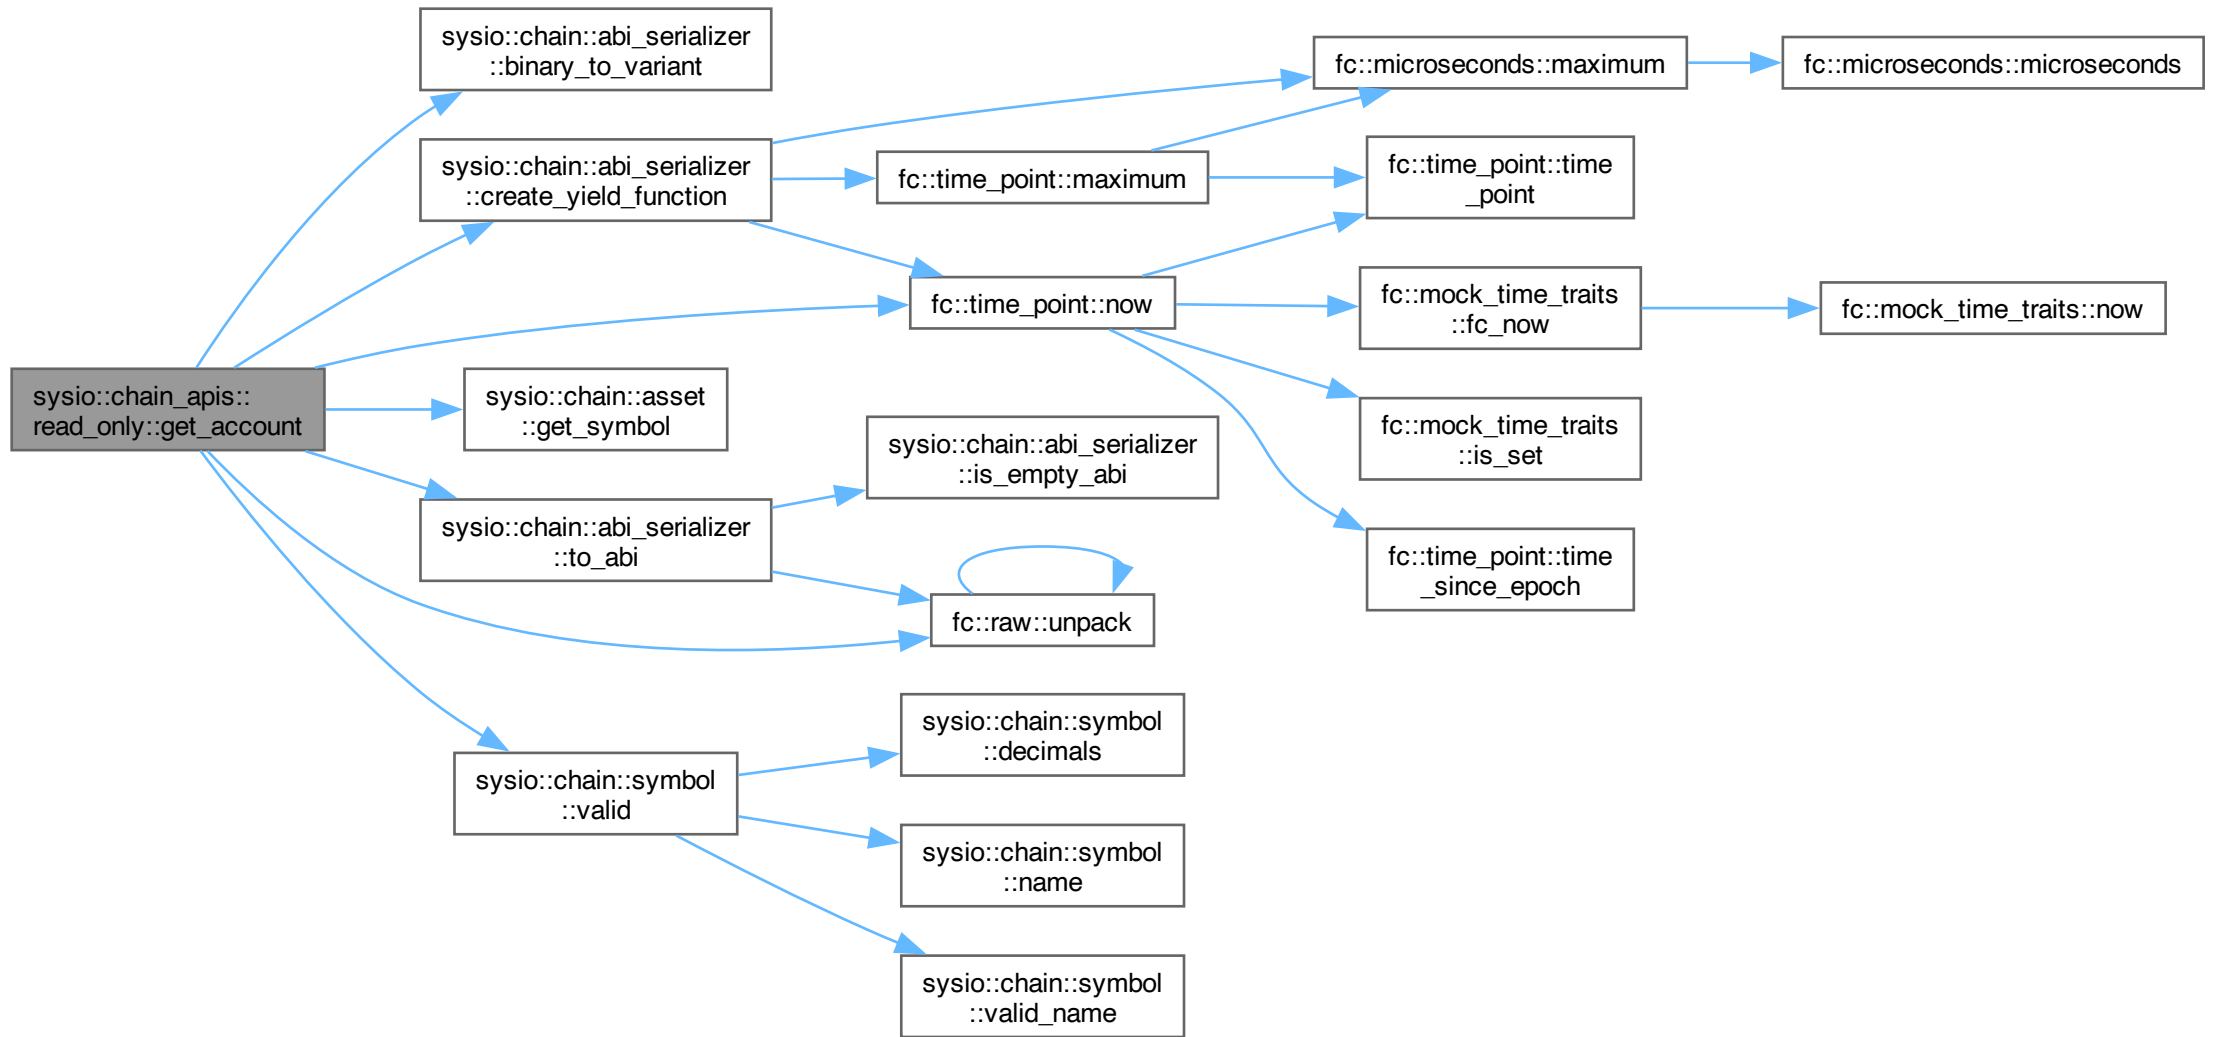 sysio::chain_apis::
read_only::get_account
sysio::chain::abi_serializer
::binary_to_variant
sysio::chain::abi_serializer
::create_yield_function
fc::time_point::maximum
fc::microseconds::maximum
fc::microseconds::microseconds
fc::time_point::time
_point
fc::time_point::now
fc::mock_time_traits
::fc_now
fc::mock_time_traits::now
fc::mock_time_traits
::is_set
fc::time_point::time
_since_epoch
sysio::chain::asset
::get_symbol
sysio::chain::abi_serializer
::to_abi
sysio::chain::abi_serializer
::is_empty_abi
fc::raw::unpack
sysio::chain::symbol
::valid
sysio::chain::symbol
::decimals
sysio::chain::symbol
::name
sysio::chain::symbol
::valid_name